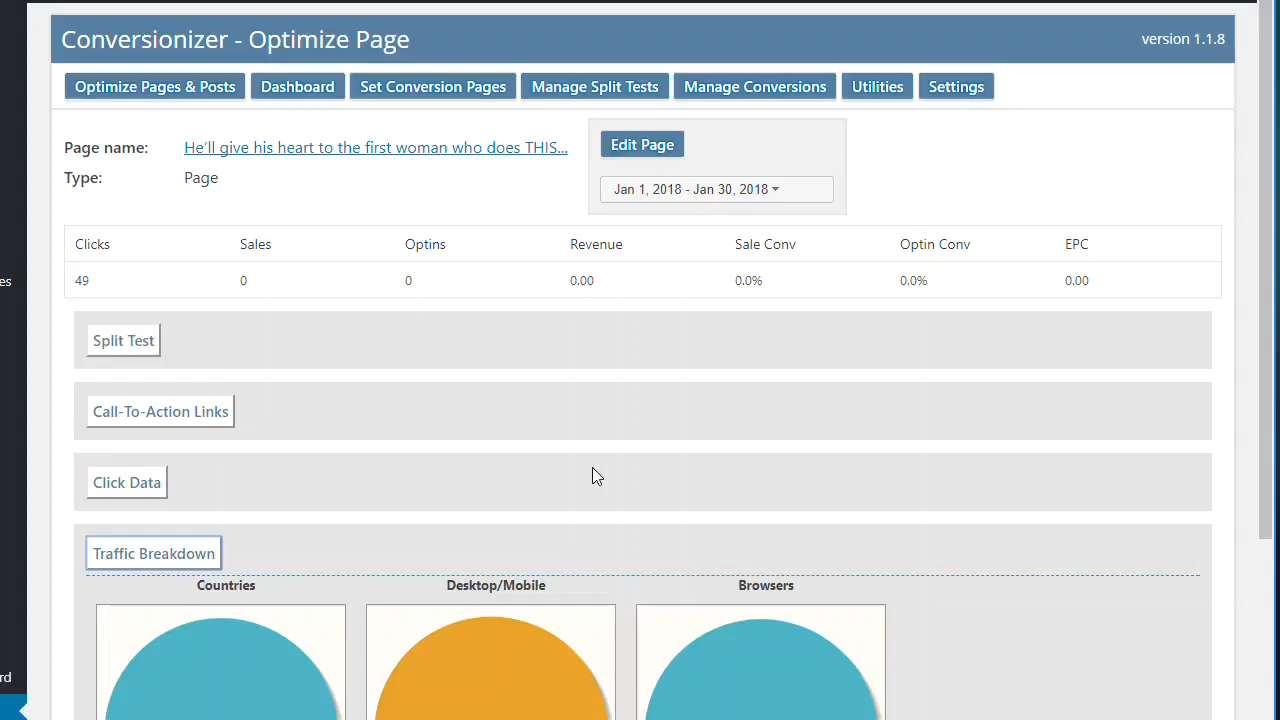 Conversionizer - Optimize Page
version 1.1.8
Optimize Pages & Posts Dashboard Set Conversion Pages Manage Split Tests Manage Conversions Utilities Settings
Page name: He'll give his heart to the first woman who does THIS...
Edit Page
Type: Page
Jan 1, 2018 - Jan 30, 2018
Clicks Sales Optins Revenue Sale Conv Optin Conv EPC
49 0 0 0.00 0.0% 0.0% 0.00
es
Split Test
Call-To-Action Links
Click Data
Traffic Breakdown
Countries Desktop/Mobile Browsers
rd